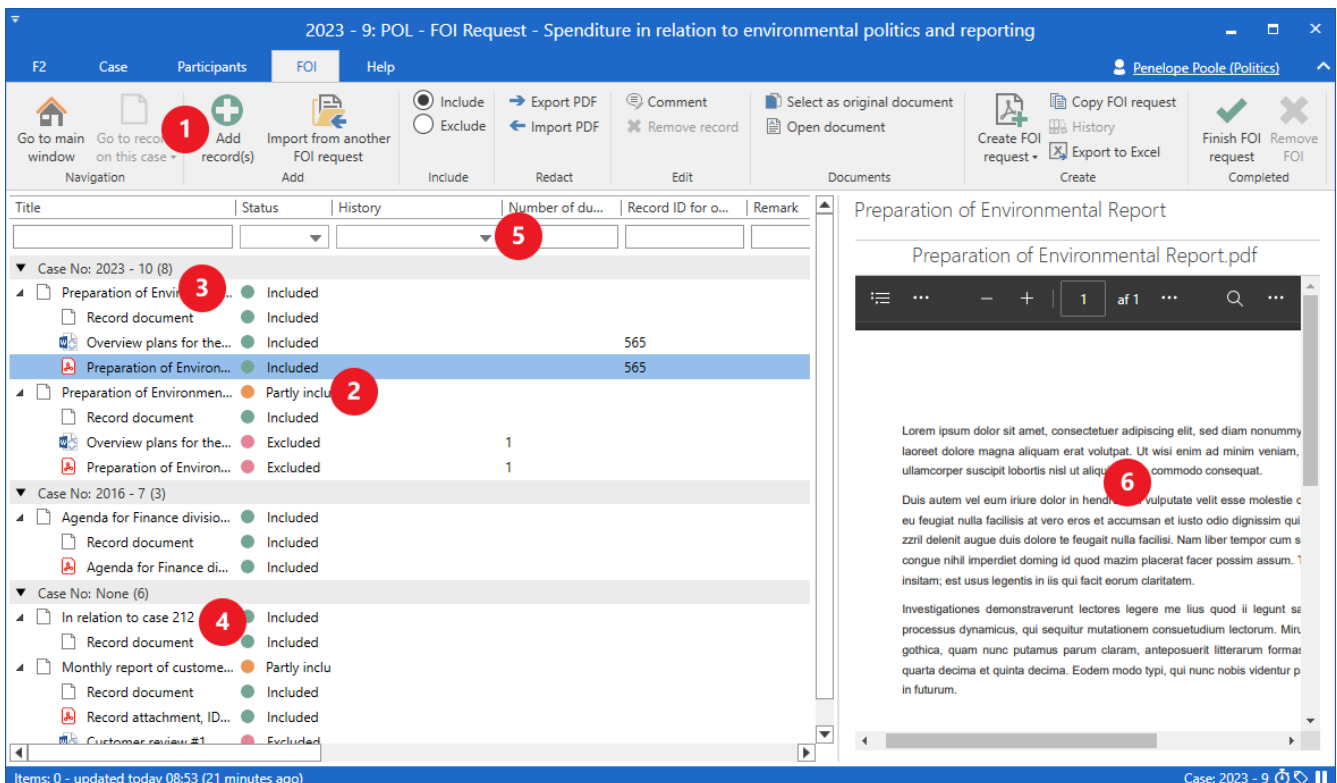 2023 - 9: POL - FOI Request - Spenditure in relation to environmental politics and reporting
F2 Case Participants FOI Help Penelope Poole (Politics)
Go to main window
Go to recor on this case
1
Add record(s)
Import from another FOI request
Include
Exclude
Export PDF
Import PDF
Comment
Remove record
Select as original document
Open document
Create FOI request
Copy FOI request
History
Export to Excel
Finish FOI request
Remove FOI
Navigation Add Include Redact Edit Documents Create Completed
Title Status History Number of du... Record ID for o... Remark
5
Case No: 2023 - 10 (8)
Preparation of Envir 3 ... Included
Record document Included
Overview plans for the... Included 565
Preparation of Environ... Included 565
Preparation of Environmen... Partly inclu 2
Record document Included
Overview plans for the... Excluded 1
Preparation of Environ... Excluded 1
Case No: 2016 - 7 (3)
Agenda for Finance divisio... Included
Record document Included
Agenda for Finance di... Included
Case No: None (6)
In relation to case 212 4 Included
Record document Included
Monthly report of custome... Partly inclu
Record document Included
Record attachment, ID... Included
Customer review #1 Excluded
Preparation of Environmental Report
Preparation of Environmental Report.pdf
1 af 1
Lorem ipsum dolor sit amet, consectetuer adipiscing elit, sed diam nonummy
laoreet dolore magna aliquam erat volutpat. Ut wisi enim ad minim veniam,
ullamcorper suscipit lobortis nisl ut aliqu commodo consequat.
6
Duis autem vel eum iriure dolor in hendr vulputate velit esse molestie c
eu feugiat nulla facilisis at vero eros et accumsan et iusto odio dignissim qui
zzril delenit augue duis dolore te feugait nulla facilisi. Nam liber tempor cum s
congue nihil imperdiet doming id quod mazim placerat facer possim assum. T
insitam; est usus legentis in iis qui facit eorum claritatem.
Investigationes demonstraverunt lectores legere me lius quod ii legunt sa
processus dynamicus, qui sequitur mutationem consuetudium lectorum. Miru
gothica, quam nunc putamus parum claram, anteposuerit litterarum formas
quarta decima et quinta decima. Eodem modo typi, qui nunc nobis videntur p
in futurum.
Items: 0 - updated today 08:53 (21 minutes ago) Case: 2023 - 9